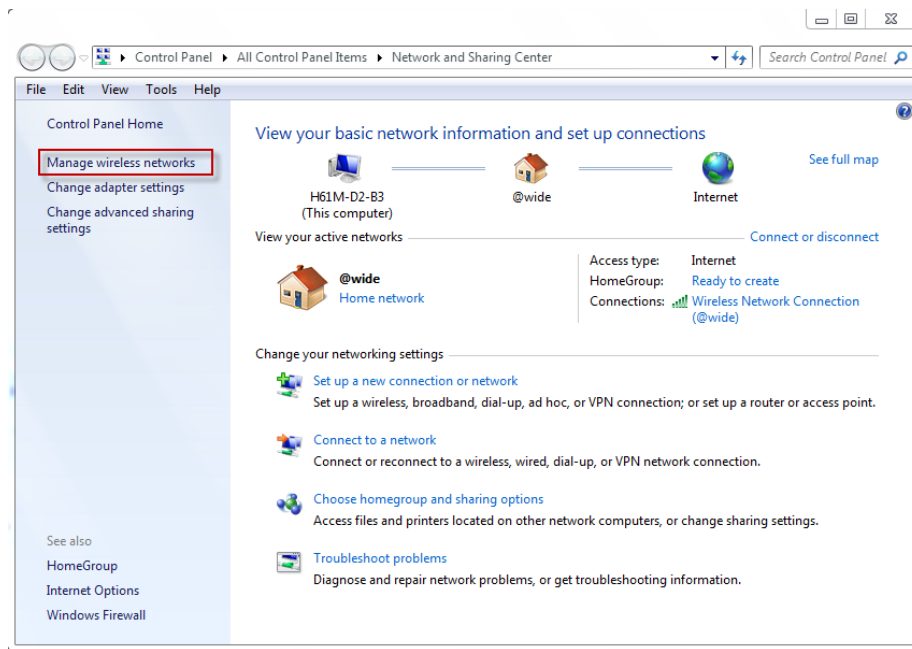 Control Panel All Control Panel Items Network and Sharing Center Search Control Panel
File Edit View Tools Help
Control Panel Home
Manage wireless networks
Change adapter settings
Change advanced sharing
settings
See also
HomeGroup
Internet Options
Windows Firewall
View your basic network information and set up connections
See full map
H61M-D2-B3 @wide Internet
(This computer)
View your active networks Connect or disconnect
@wide
Home network
Access type: Internet
HomeGroup: Ready to create
Connections: Wireless Network Connection
(@wide)
Change your networking settings
Set up a new connection or network
Set up a wireless, broadband, dial-up, ad hoc, or VPN connection; or set up a router or access point.
Connect to a network
Connect or reconnect to a wireless, wired, dial-up, or VPN network connection.
Choose homegroup and sharing options
Access files and printers located on other network computers, or change sharing settings.
Troubleshoot problems
Diagnose and repair network problems, or get troubleshooting information.